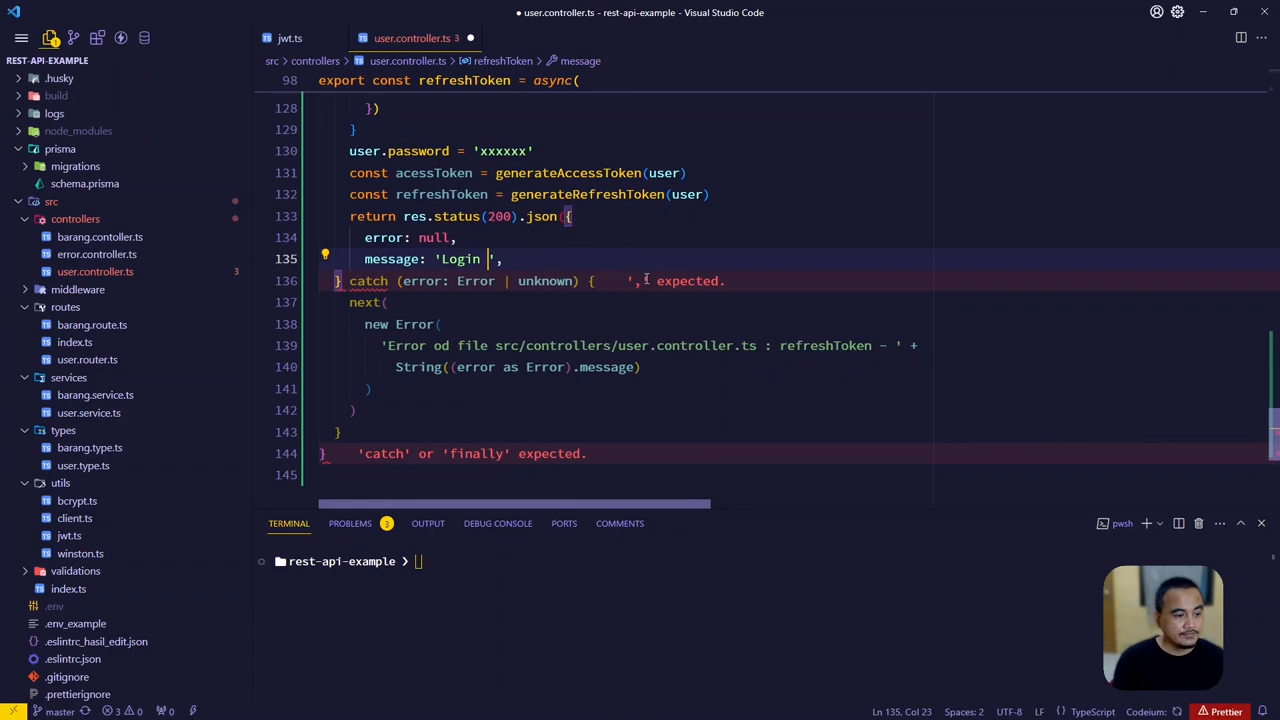 user.controller.ts - rest-api-example - Visual Studio Code
REST-API-EXAMPLE
.husky
build
logs
node_modules
prisma
migrations
schema.prisma
src
controllers
barang.contoller.ts
error.controller.ts
user.controller.ts 3
middleware
routes
barang.route.ts
index.ts
user.router.ts
services
barang.service.ts
user.service.ts
types
barang.type.ts
user.type.ts
utils
bcrypt.ts
client.ts
jwt.ts
winston.ts
validations
index.ts
.env
.env_example
.eslintrc_hasil_edit.json
.eslintrc.json
.gitignore
.prettierignore
TS jwt.ts TS user.controller.ts 3
src > controllers > TS user.controller.ts > refreshToken > message
98 export const refreshToken = async(
128 })
129 }
130 user.password = 'xxxxxx'
131 const acessToken = generateAccessToken(user)
132 const refreshToken = generateRefreshToken(user)
133 return res.status(200).json({
134 error: null,
135 message: 'Login ',
136 } catch (error: Error | unknown) { ',' expected.
137 next(
138 new Error(
139 'Error od file src/controllers/user.controller.ts : refreshToken - ' +
140 String((error as Error).message)
141 )
142 )
143 }
144 } 'catch' or 'finally' expected.
145
TERMINAL PROBLEMS 3 OUTPUT DEBUG CONSOLE PORTS COMMENTS
pwsh
rest-api-example ❯
master 3 0 0 Ln 135, Col 23 Spaces: 2 UTF-8 LF TypeScript Codeium: Prettier